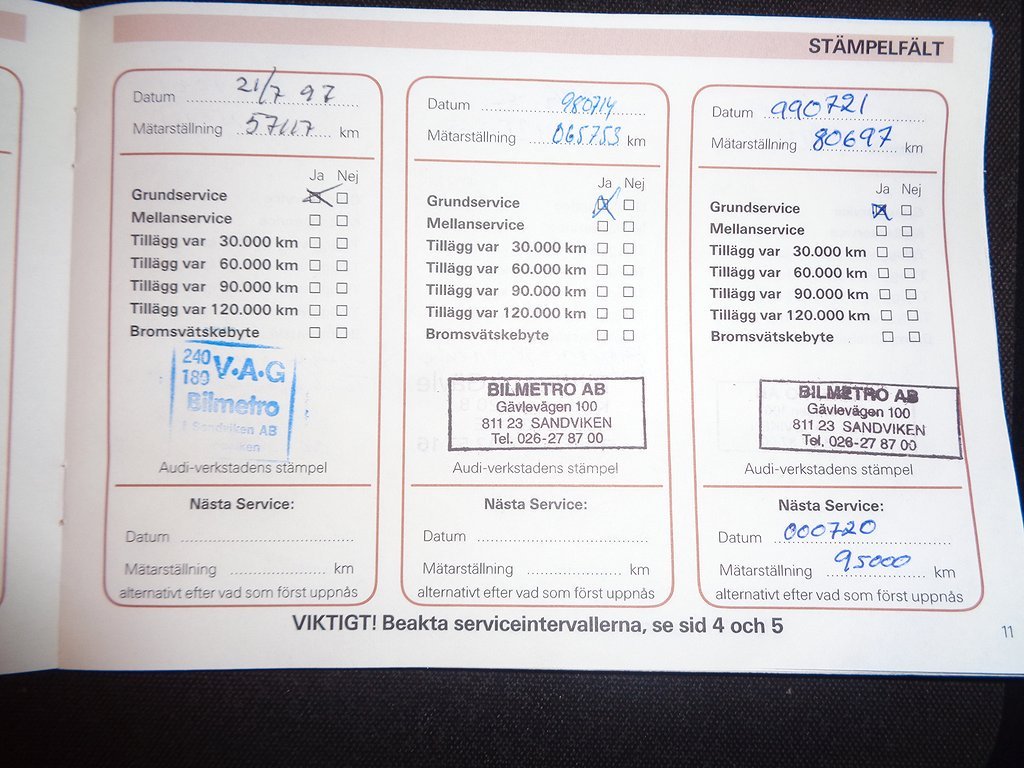 STÄMPELFÄLT
Datum 21/7 97
Mätarställning 57117 km
Ja Nej
Grundservice
Mellanservice
Tillägg var 30.000 km
Tillägg var 60.000 km
Tillägg var 90.000 km
Tillägg var 120.000 km
Bromsvätskebyte
240 V·A·G
189
Bilmetro
Sandviken AB
Audi-verkstadens stämpel
Nästa Service:
Datum
Mätarställning km
alternativt efter vad som först uppnås
Datum 980714
Mätarställning 065753 km
Ja Nej
Grundservice
Mellanservice
Tillägg var 30.000 km
Tillägg var 60.000 km
Tillägg var 90.000 km
Tillägg var 120.000 km
Bromsvätskebyte
BILMETRO AB
Gävlevägen 100
811 23 SANDVIKEN
Tel. 026-27 87 00
Audi-verkstadens stämpel
Nästa Service:
Datum
Mätarställning km
alternativt efter vad som först uppnås
Datum 990721
Mätarställning 80697 km
Ja Nej
Grundservice
Mellanservice
Tillägg var 30.000 km
Tillägg var 60.000 km
Tillägg var 90.000 km
Tillägg var 120.000 km
Bromsvätskebyte
BILMETRO AB
Gävlevägen 100
811 23 SANDVIKEN
Tel. 026-27 87 00
Audi-verkstadens stämpel
Nästa Service:
Datum 000720
Mätarställning 95000 km
alternativt efter vad som först uppnås
VIKTIGT! Beakta serviceintervallerna, se sid 4 och 5
11